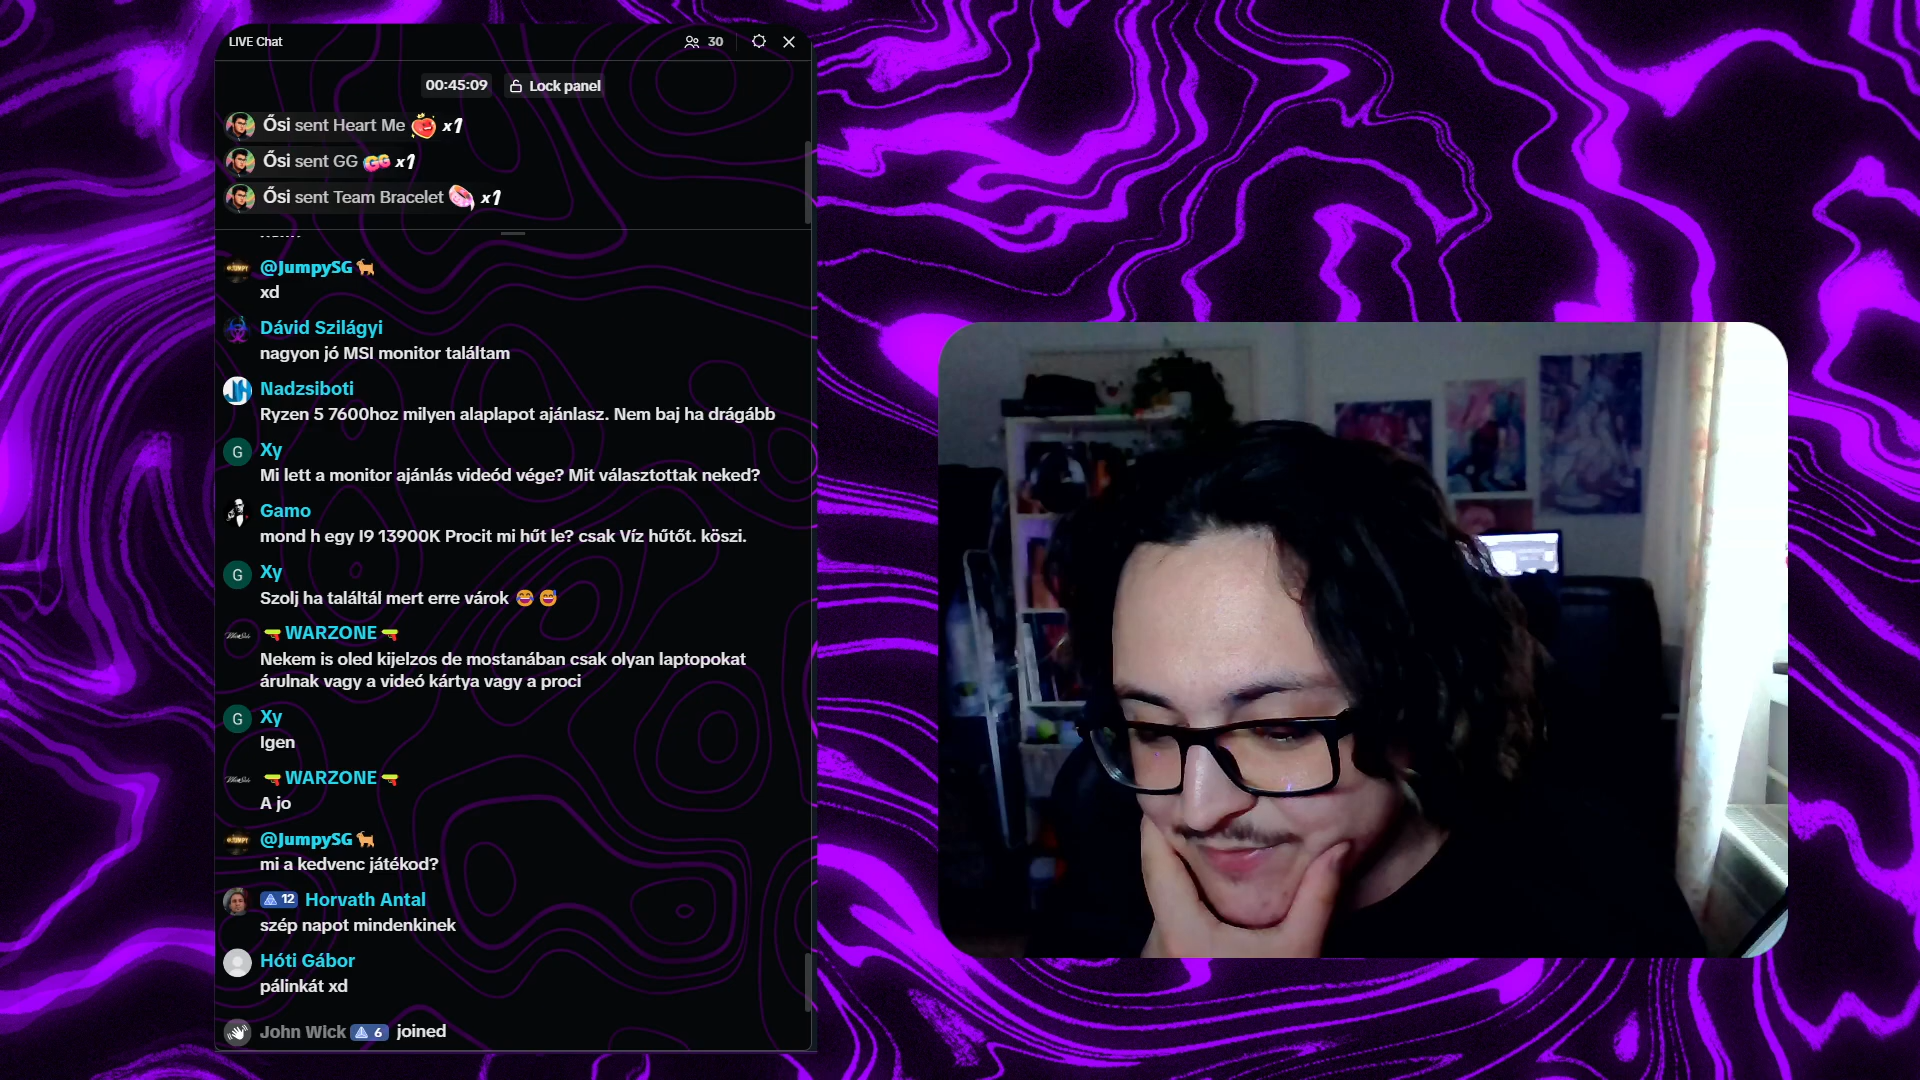 LIVE Chat
30
00:45:09
Lock panel
Ősi sent Heart Me x1
Ősi sent GG x1
Ősi sent Team Bracelet x1
@JumpySG
xd
Dávid Szilágyi
nagyon jó MSI monitor találtam
Nadzsiboti
Ryzen 5 7600hoz milyen alaplapot ajánlasz. Nem baj ha drágább
G
Xy
Mi lett a monitor ajánlás videód vége? Mit választottak neked?
Gamo
mond h egy I9 13900K Procit mi hűt le? csak Víz hűtőt. köszi.
G
Xy
Szolj ha találtál mert erre várok 😂 😅
🔫 WARZONE 🔫
Nekem is oled kijelzos de mostanában csak olyan laptopokat
árulnak vagy a videó kártya vagy a proci
G
Xy
Igen
🔫 WARZONE 🔫
A jo
@JumpySG
mi a kedvenc játékod?
12 Horvath Antal
szép napot mindenkinek
Hóti Gábor
pálinkát xd
John Wick 6 joined